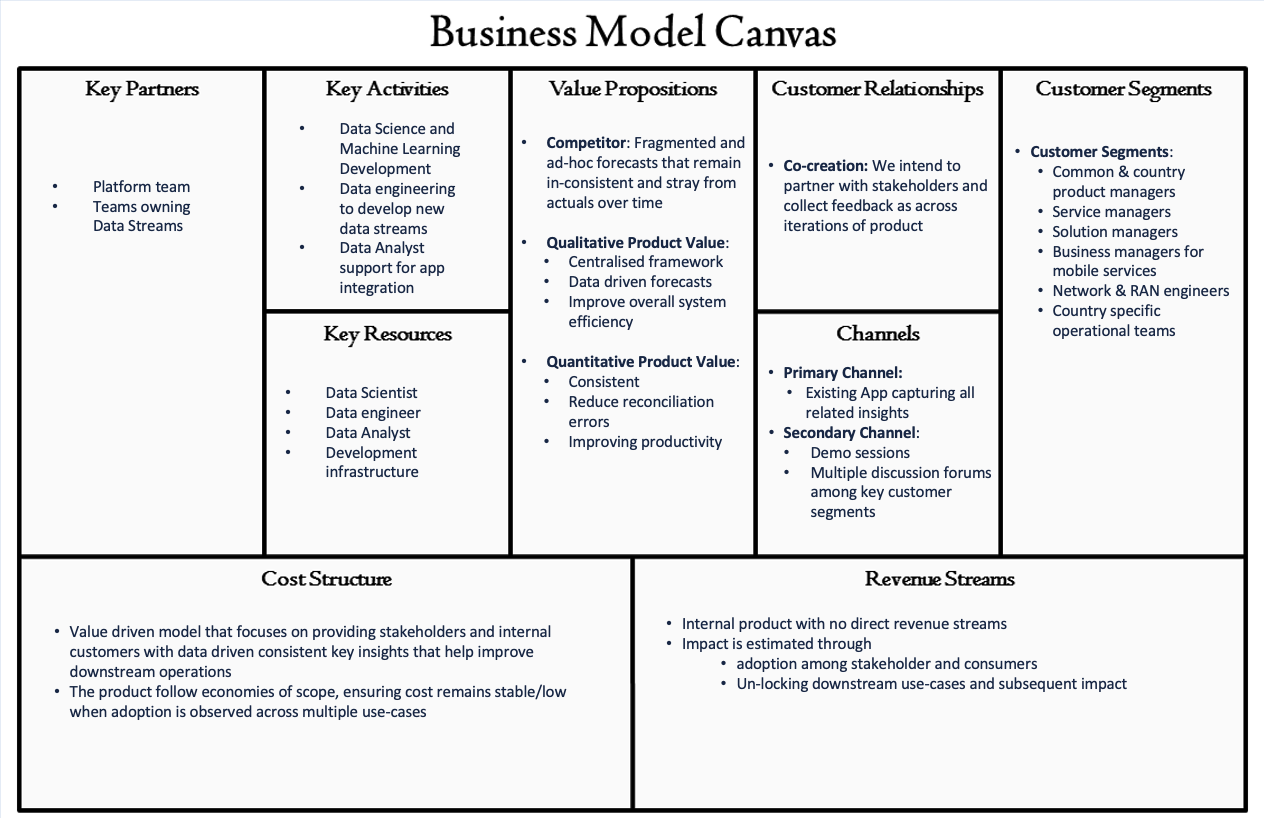 Business Model Canvas
Key Partners
• Platform team
• Teams owning
Data Streams
Key Activities
• Data Science and
Machine Learning
Development
• Data engineering
to develop new
data streams
• Data Analyst
support for app
integration
Key Resources
• Data Scientist
• Data engineer
• Data Analyst
• Development
infrastructure
Value Propositions
• Competitor: Fragmented and
ad-hoc forecasts that remain
in-consistent and stray from
actuals over time
• Qualitative Product Value:
• Centralised framework
• Data driven forecasts
• Improve overall system
efficiency
• Quantitative Product Value:
• Consistent
• Reduce reconciliation
errors
• Improving productivity
Customer Relationships
• Co-creation: We intend to
partner with stakeholders and
collect feedback as across
iterations of product
Channels
• Primary Channel:
• Existing App capturing all
related insights
• Secondary Channel:
• Demo sessions
• Multiple discussion forums
among key customer
segments
Customer Segments
• Customer Segments:
• Common & country
product managers
• Service managers
• Solution managers
• Business managers for
mobile services
• Network & RAN engineers
• Country specific
operational teams
Cost Structure
• Value driven model that focuses on providing stakeholders and internal
customers with data driven consistent key insights that help improve
downstream operations
• The product follow economies of scope, ensuring cost remains stable/low
when adoption is observed across multiple use-cases
Revenue Streams
• Internal product with no direct revenue streams
• Impact is estimated through
• adoption among stakeholder and consumers
• Un-locking downstream use-cases and subsequent impact